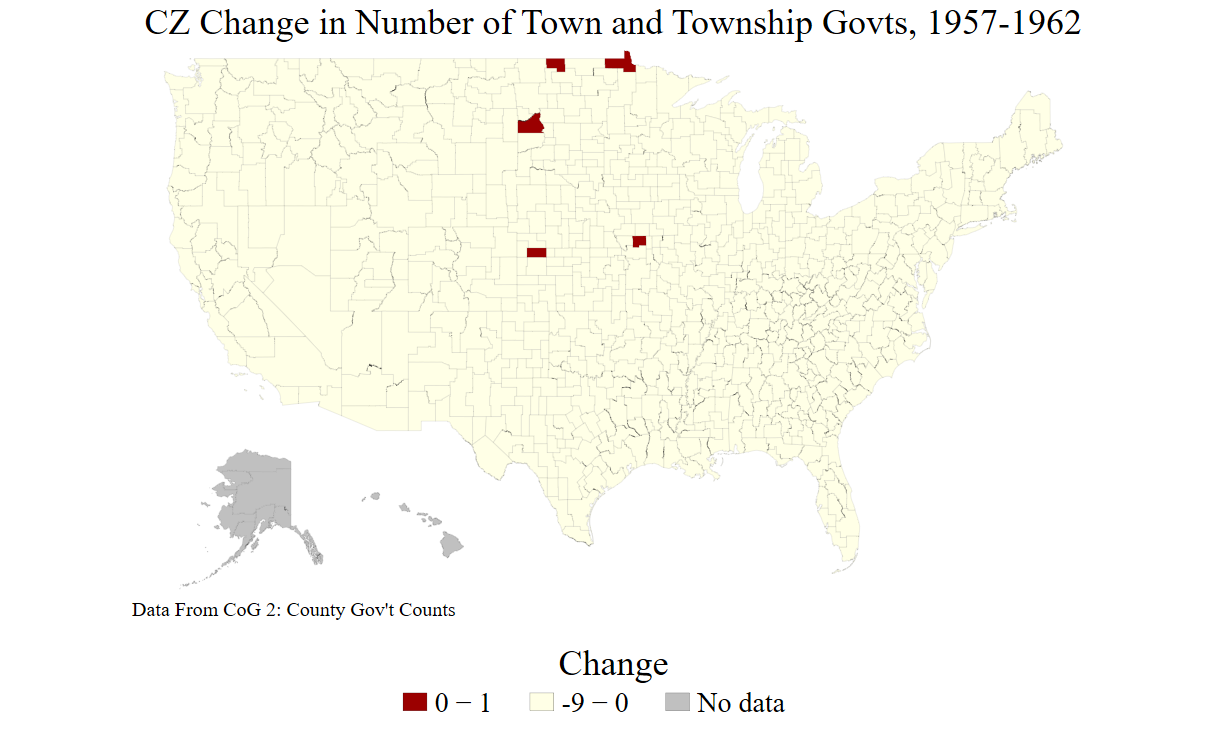 CZ Change in Number of Town and Township Govts, 1957-1962
Data From CoG 2: County Gov't Counts
Change
0 − 1
-9 − 0
No data